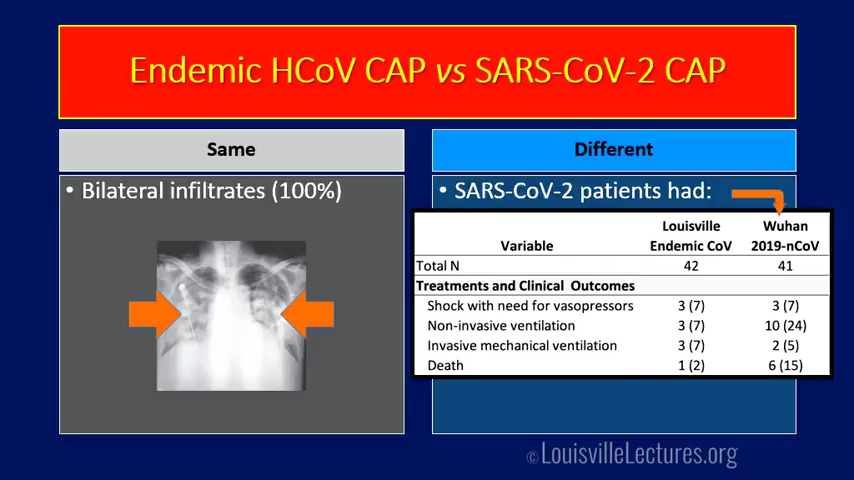 Endemic HCoV CAP vs SARS-CoV-2 CAP
Same
• Bilateral infiltrates (100%)
Different
• SARS-CoV-2 patients had:
Variable Louisville Endemic CoV Wuhan 2019-nCoV
Total N 42 41
Treatments and Clinical Outcomes
Shock with need for vasopressors 3 (7) 3 (7)
Non-invasive ventilation 3 (7) 10 (24)
Invasive mechanical ventilation 3 (7) 2 (5)
Death 1 (2) 6 (15)
© LouisvilleLectures.org